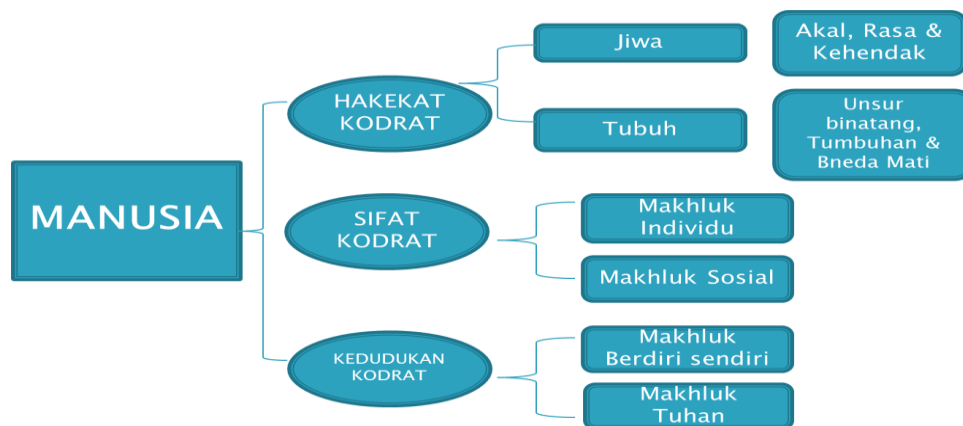 MANUSIA
HAKEKAT
KODRAT
Jiwa
Akal, Rasa &
Kehendak
Tubuh
Unsur
binatang,
Tumbuhan &
Bneda Mati
SIFAT
KODRAT
Makhluk
Individu
Makhluk Sosial
KEDUDUKAN
KODRAT
Makhluk
Berdiri sendiri
Makhluk
Tuhan